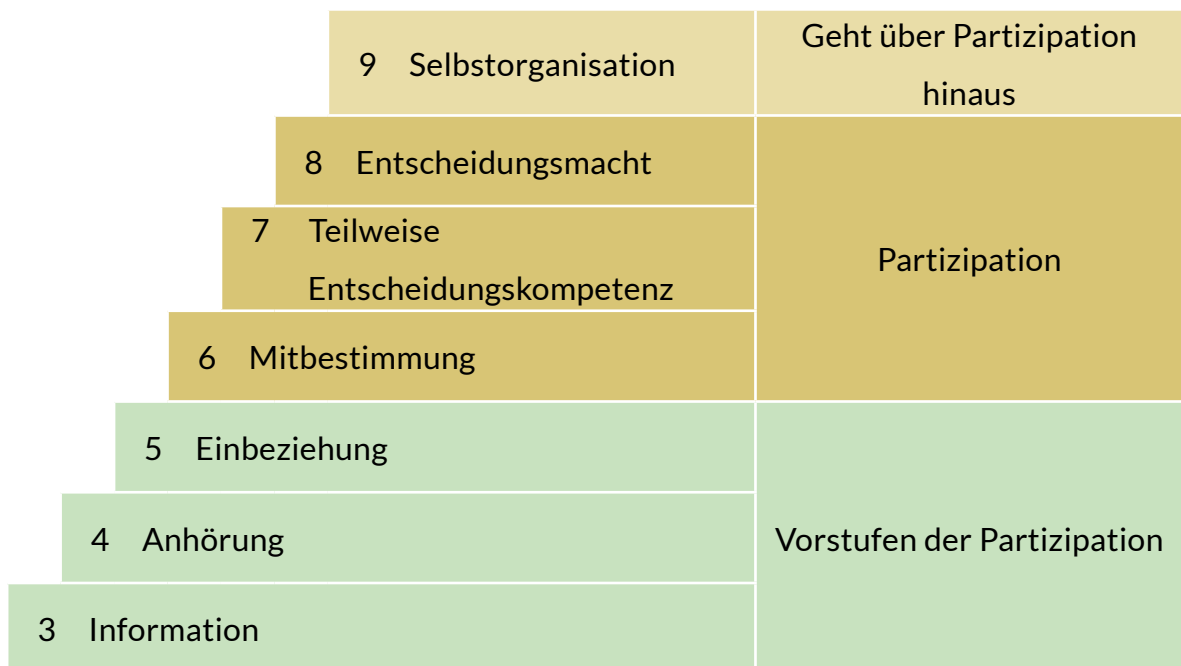 9 Selbstorganisation
Geht über Partizipation
hinaus
8 Entscheidungsmacht
7 Teilweise
Entscheidungskompetenz
Partizipation
6 Mitbestimmung
5 Einbeziehung
4 Anhörung
Vorstufen der Partizipation
3 Information